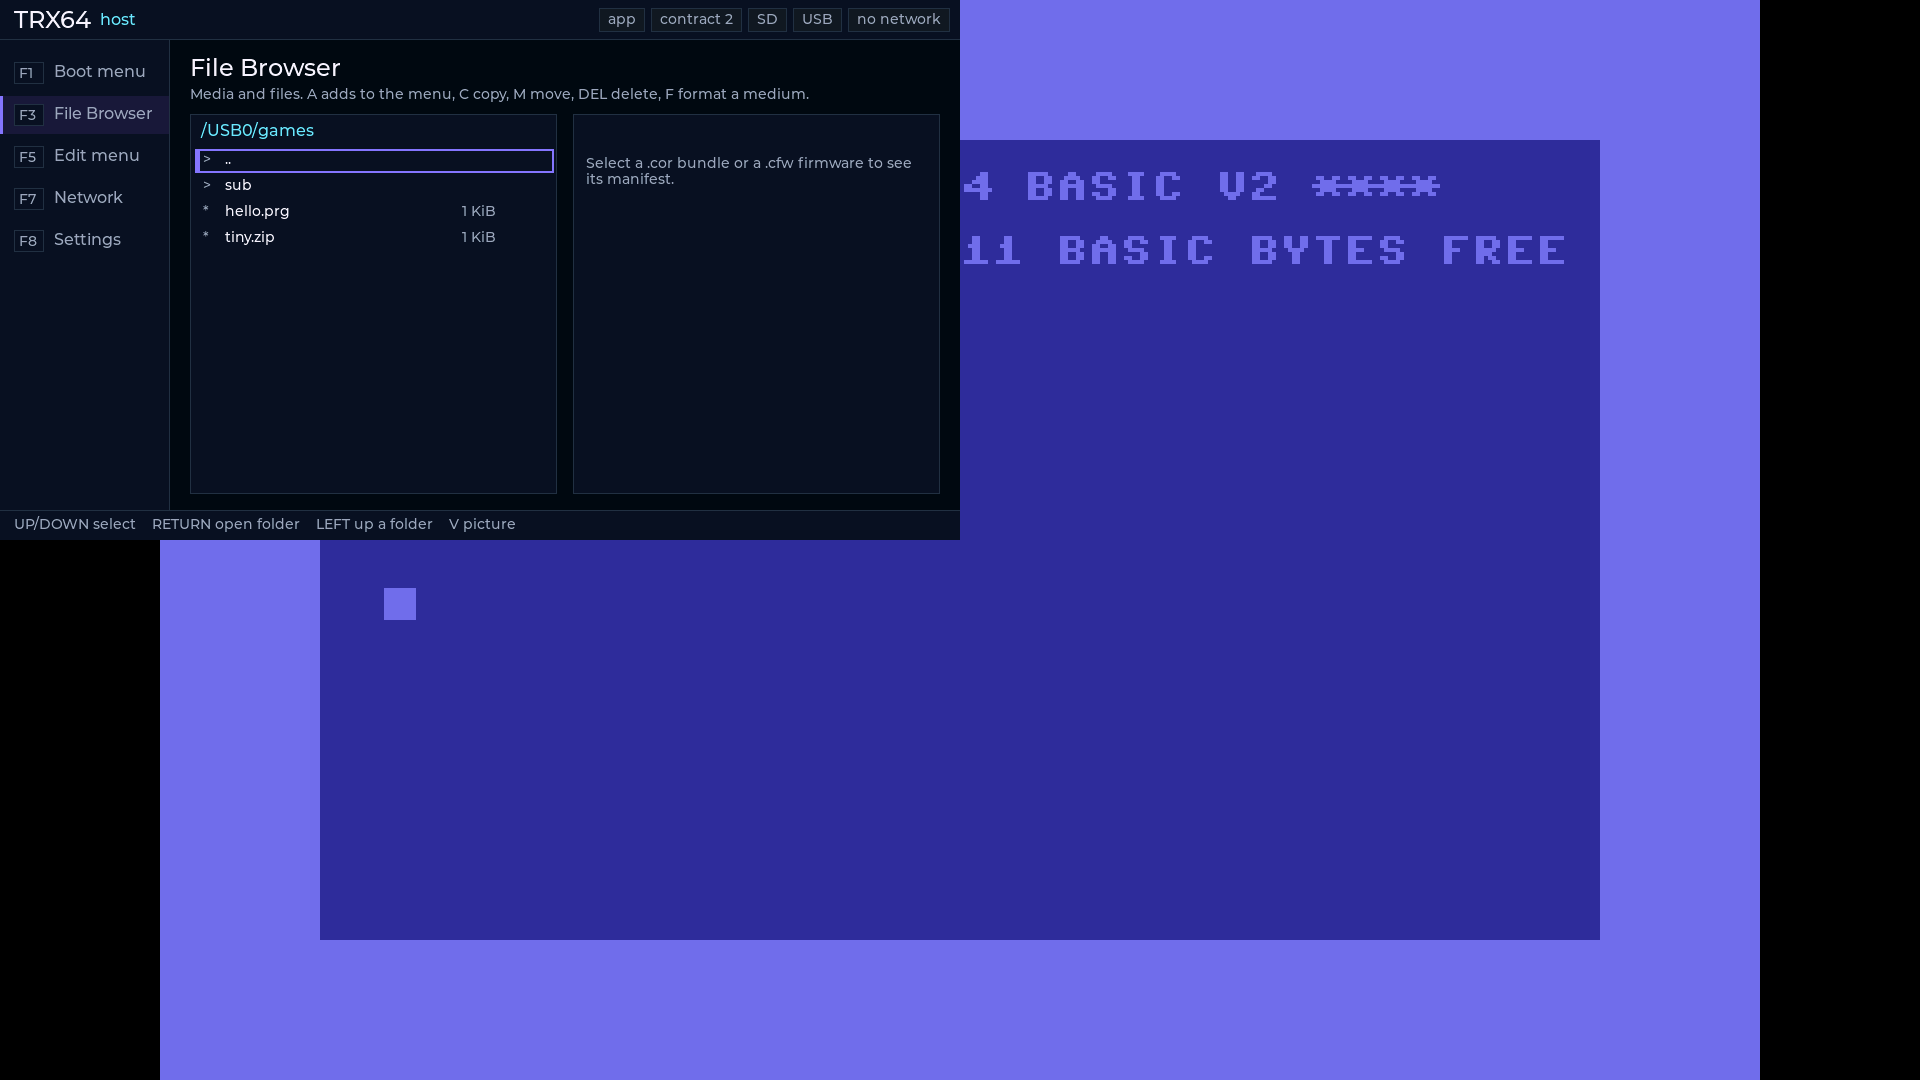 TRX64 host
app contract 2 SD USB no network
F1 Boot menu
F3 File Browser
F5 Edit menu
F7 Network
F8 Settings
File Browser
Media and files. A adds to the menu, C copy, M move, DEL delete, F format a medium.
/USB0/games
> ..
> sub
* hello.prg 1 KiB
* tiny.zip 1 KiB
Select a .cor bundle or a .cfw firmware to see
its manifest.
UP/DOWN select RETURN open folder LEFT up a folder V picture
4 BASIC V2 ****
11 BASIC BYTES FREE